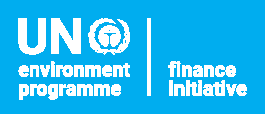 UN
environment
programme
finance
initiative